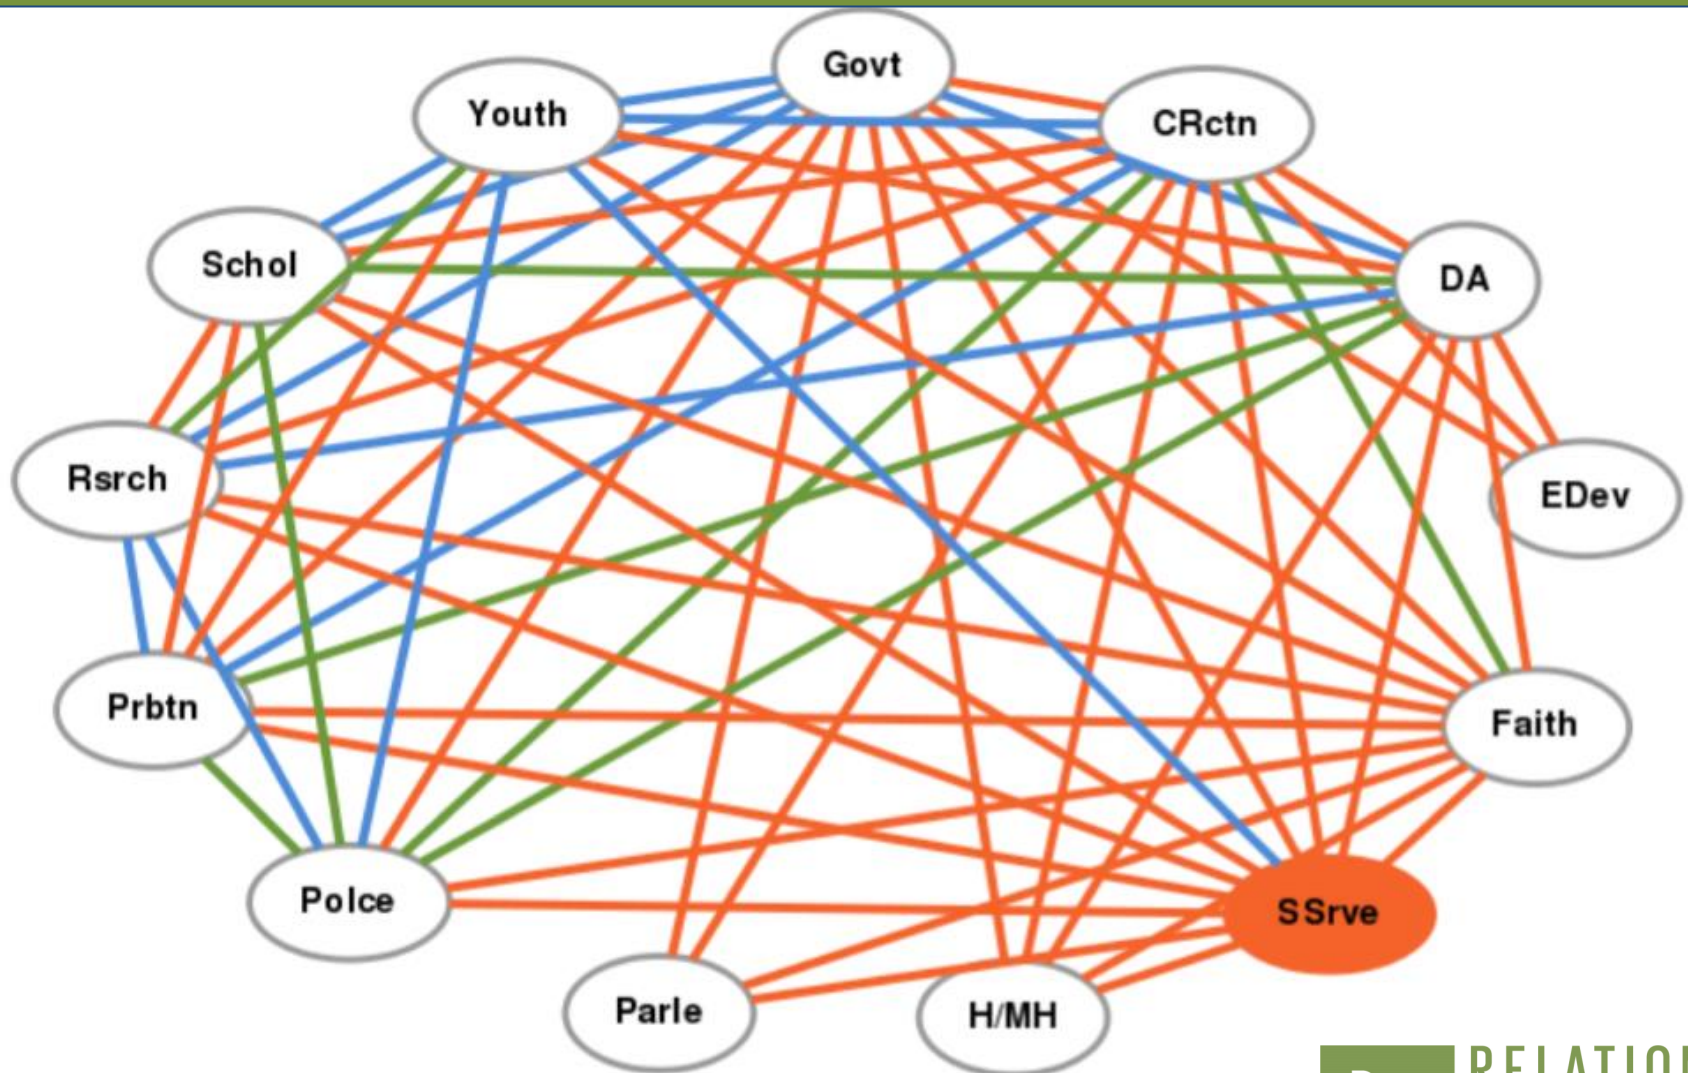 Govt
Youth
CRctn
Schol
DA
Rsrch
EDev
Prbtn
Faith
Polce
SSrve
Parle
H/MH